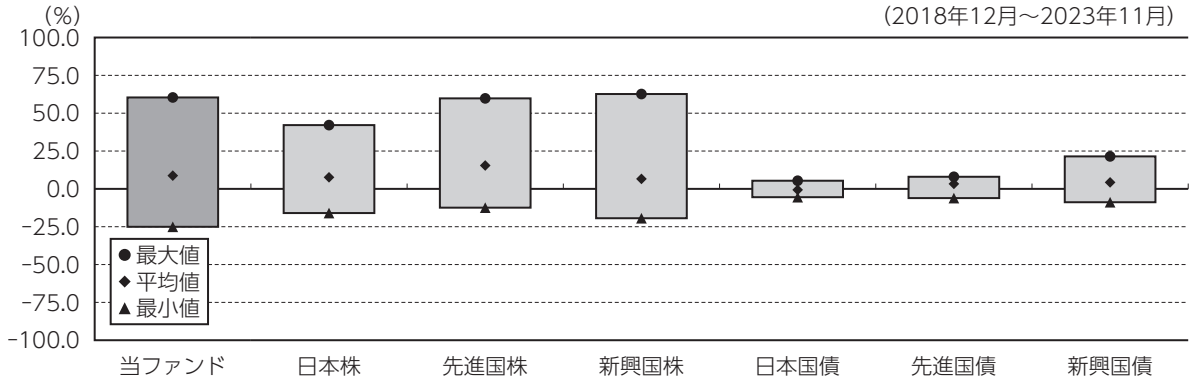 (%)
(2018年12月～2023年11月)
100.0
75.0
50.0
25.0
0.0
-25.0
-50.0
-75.0
-100.0
●最大値
◆平均値
▲最小値
当ファンド 日本株 先進国株 新興国株 日本国債 先進国債 新興国債